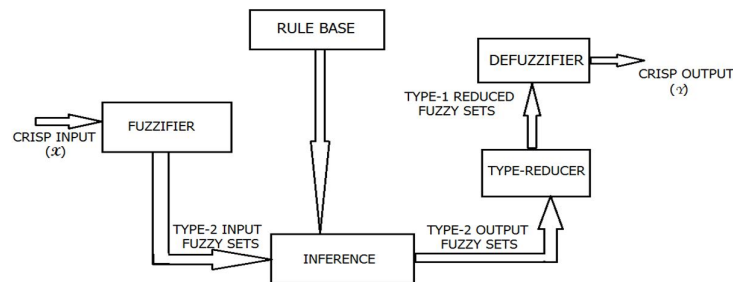 RULE BASE
DEFUZZIFIER
CRISP OUTPUT
(𝒴)
TYPE-1 REDUCED
FUZZY SETS
FUZZIFIER
CRISP INPUT
(𝒳)
TYPE-REDUCER
TYPE-2 INPUT
FUZZY SETS
TYPE-2 OUTPUT
FUZZY SETS
INFERENCE